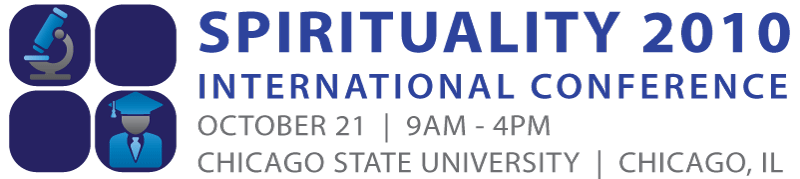 SPIRITUALITY 2010
INTERNATIONAL CONFERENCE
OCTOBER 21 | 9AM - 4PM
CHICAGO STATE UNIVERSITY | CHICAGO, IL